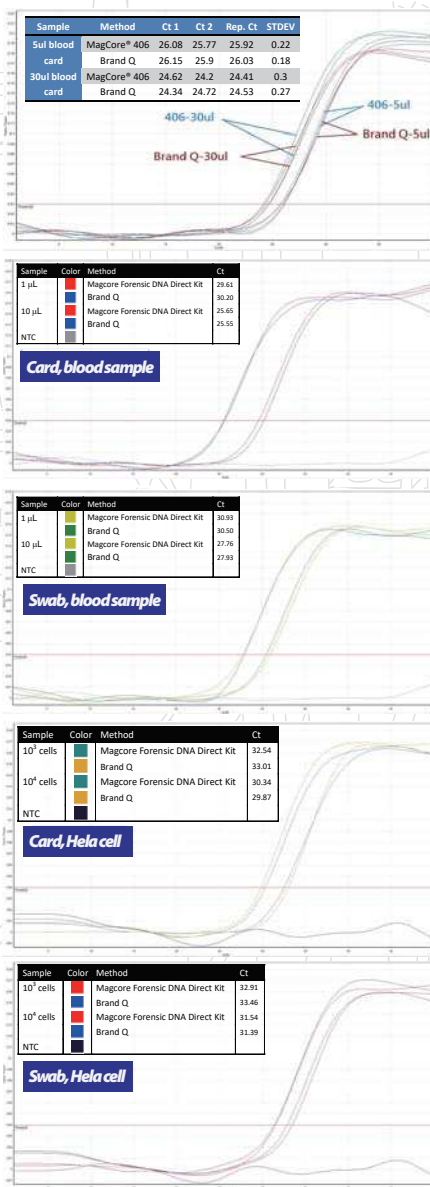 Sample Method Ct 1 Ct 2 Rep. Ct STDEV
5ul blood MagCore® 406 26.08 25.77 25.92 0.22
card Brand Q 26.15 25.9 26.03 0.18
30ul blood MagCore® 406 24.62 24.2 24.41 0.3
card Brand Q 24.34 24.72 24.53 0.27
406-30ul 406-5ul
Brand Q-30ul Brand Q-5ul
Sample Color Method Ct
1 µL Magcore Forensic DNA Direct Kit 29.61
Brand Q 30.20
10 µL Magcore Forensic DNA Direct Kit 25.65
Brand Q 25.55
NTC
Card, blood sample
Sample Color Method Ct
1 µL Magcore Forensic DNA Direct Kit 30.93
Brand Q 30.50
10 µL Magcore Forensic DNA Direct Kit 27.76
Brand Q 27.93
NTC
Swab, blood sample
Sample Color Method Ct
10³ cells Magcore Forensic DNA Direct Kit 32.54
Brand Q 33.01
10⁴ cells Magcore Forensic DNA Direct Kit 30.34
Brand Q 29.87
NTC
Card, Hela cell
Sample Color Method Ct
10³ cells Magcore Forensic DNA Direct Kit 32.91
Brand Q 33.46
10⁴ cells Magcore Forensic DNA Direct Kit 31.54
Brand Q 31.39
NTC
Swab, Hela cell